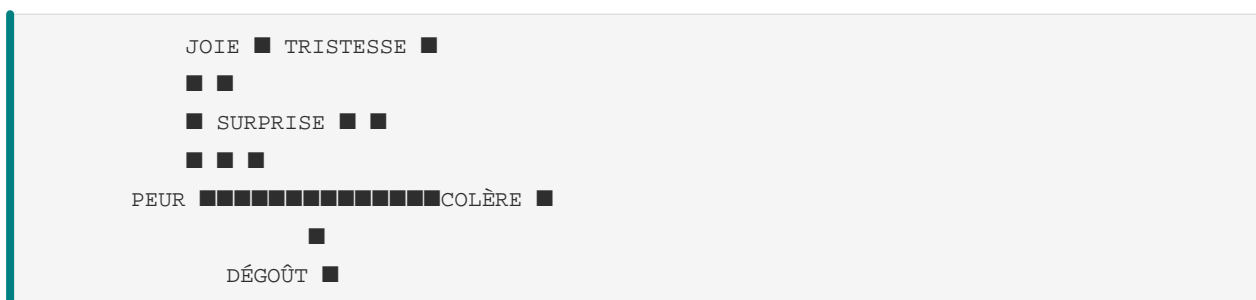 JOIE ■ TRISTESSE ■
■ ■
■ SURPRISE ■ ■
■ ■ ■
PEUR ■■■■■■■■■■■■■■COLÈRE ■
■
DÉGOÛT ■